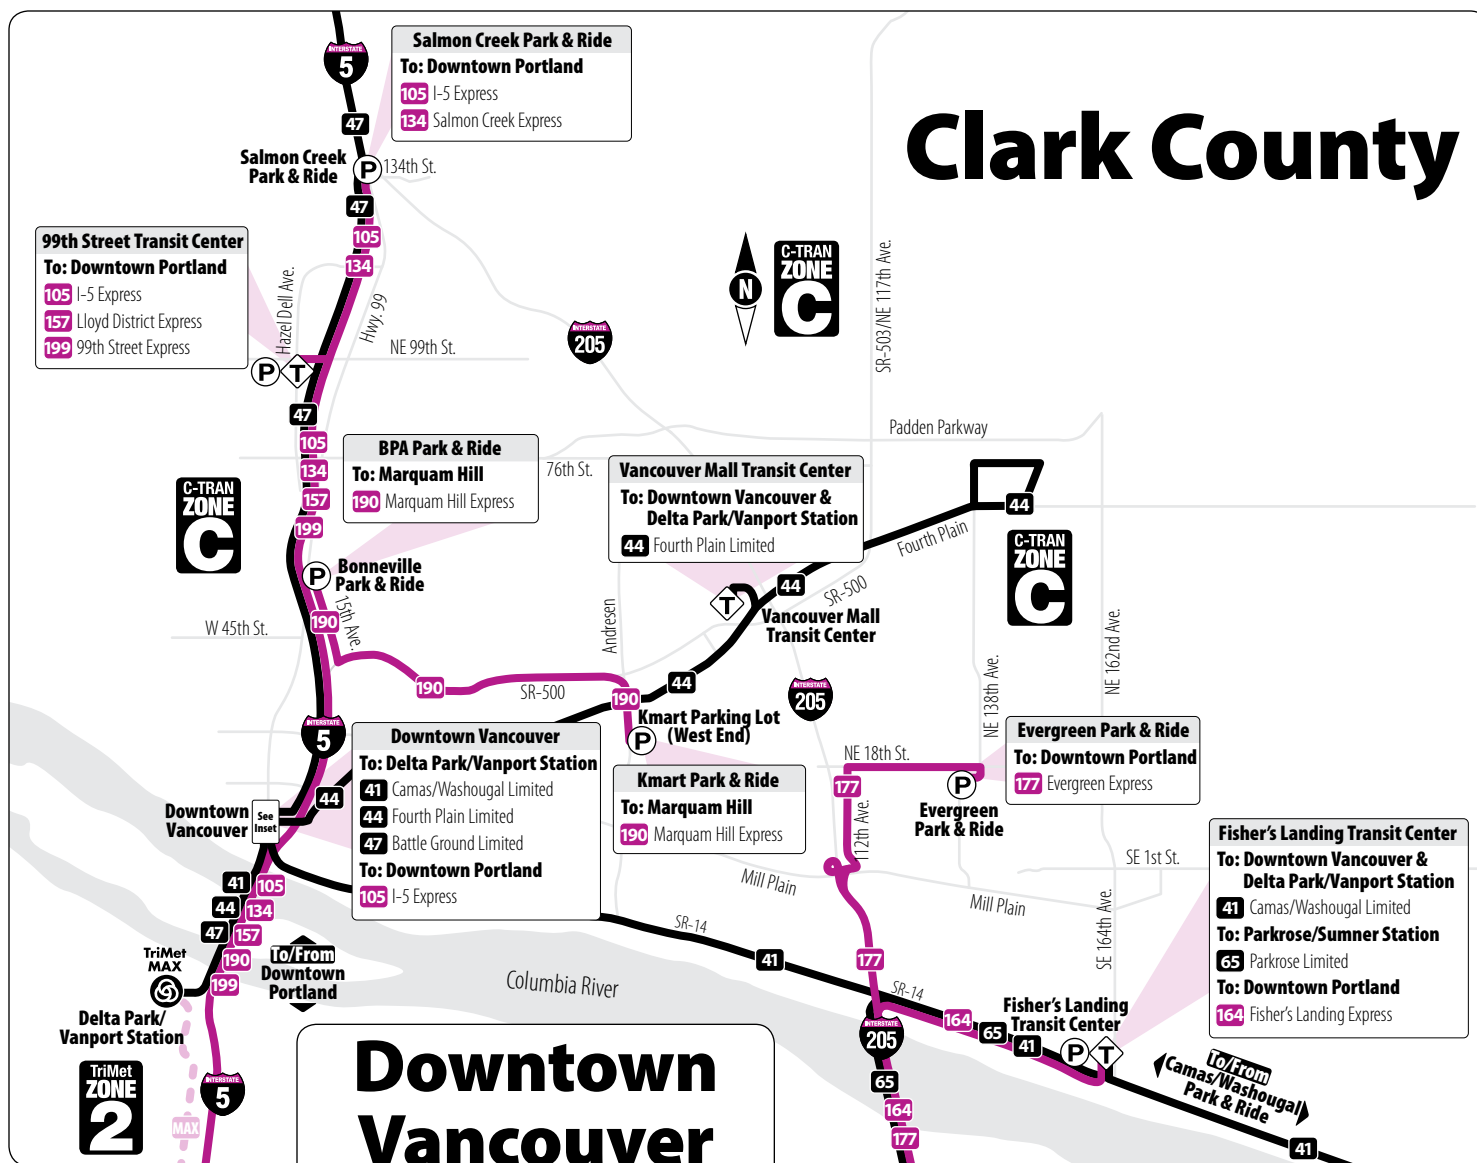 Clark County
INTERSTATE
5
47
Salmon Creek Park & Ride
To: Downtown Portland
105 I-5 Express
134 Salmon Creek Express
Salmon Creek
Park & Ride
P
134th St.
47
105
134
99th Street Transit Center
To: Downtown Portland
105 I-5 Express
157 Lloyd District Express
199 99th Street Express
Hazel Dell Ave.
Hwy. 99
NE 99th St.
P
T
INTERSTATE
205
N
C-TRAN
ZONE
C
SR-503/NE 117th Ave.
Padden Parkway
47
105
134
157
199
BPA Park & Ride
To: Marquam Hill
190 Marquam Hill Express
76th St.
Vancouver Mall Transit Center
To: Downtown Vancouver &
Delta Park/Vanport Station
44 Fourth Plain Limited
44
Fourth Plain
C-TRAN
ZONE
C
C-TRAN
ZONE
C
P
Bonneville
Park & Ride
190
15th Ave.
W 45th St.
Andresen
T
44
SR-500
Vancouver Mall
Transit Center
NE 162nd Ave.
NE 138th Ave.
190
SR-500
190
44
INTERSTATE
205
Kmart Parking Lot
(West End)
P
INTERSTATE
5
Downtown Vancouver
To: Delta Park/Vanport Station
41 Camas/Washougal Limited
44 Fourth Plain Limited
47 Battle Ground Limited
To: Downtown Portland
105 I-5 Express
Kmart Park & Ride
To: Marquam Hill
190 Marquam Hill Express
NE 18th St.
177
112th Ave.
P
Evergreen
Park & Ride
Evergreen Park & Ride
To: Downtown Portland
177 Evergreen Express
44
Downtown
Vancouver
See
Inset
Fisher's Landing Transit Center
To: Downtown Vancouver &
Delta Park/Vanport Station
41 Camas/Washougal Limited
To: Parkrose/Sumner Station
65 Parkrose Limited
To: Downtown Portland
164 Fisher's Landing Express
SE 1st St.
Mill Plain
Mill Plain
SE 164th Ave.
41
105
44
134
47
157
190
199
TriMet
MAX
Delta Park/
Vanport Station
To/From
Downtown
Portland
SR-14
41
177
SR-14
Columbia River
164
65
41
Fisher's Landing
Transit Center
P
T
INTERSTATE
205
65
164
177
To/From
Camas/Washougal
Park & Ride
41
TriMet
ZONE
2
INTERSTATE
5
MAX
Downtown
Vancouver